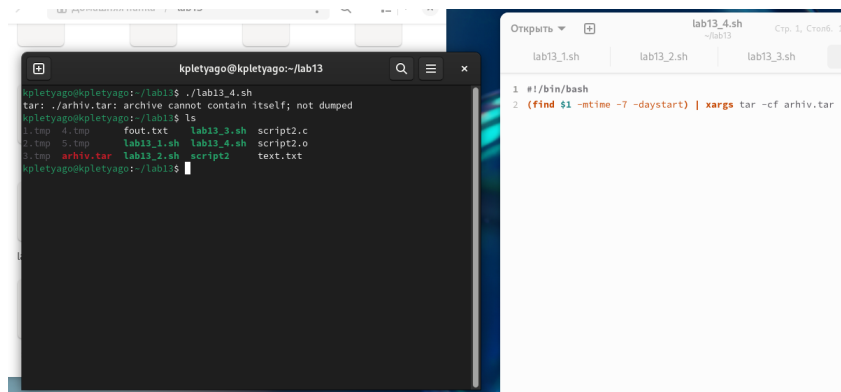 kpletyago@kpletyago:~/lab13
kpletyago@kpletyago:~/lab13$ ./lab13_4.sh
tar: ./arhiv.tar: archive cannot contain itself; not dumped
kpletyago@kpletyago:~/lab13$ ls
1.tmp 4.tmp fout.txt lab13_3.sh script2.c
2.tmp 5.tmp lab13_1.sh lab13_4.sh script2.o
3.tmp arhiv.tar lab13_2.sh script2 text.txt
kpletyago@kpletyago:~/lab13$
Открыть
lab13_4.sh
~/lab13
Стр. 1, Столб. 1
lab13_1.sh lab13_2.sh lab13_3.sh
1 #!/bin/bash
2 (find $1 -mtime -7 -daystart) | xargs tar -cf arhiv.tar